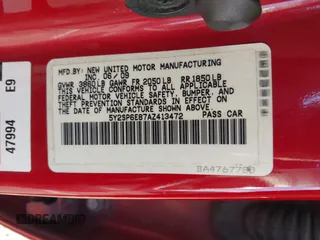 MFD BY NEW UNITED MOTOR MANUFACTURING
INC 06/09
GVWR 3860LB GAWR FR 2050LB RR 1850LB
THIS VEHICLE CONFORMS TO ALL APPLICABLE
FEDERAL MOTOR VEHICLE SAFETY, BUMPER, AND
THEFT PREVENTION STANDARDS IN EFFECT ON
THE DATE OF MANUFACTURE SHOWN ABOVE.
5Y2SP6E87AZ413472 PASS CAR
47994 E9